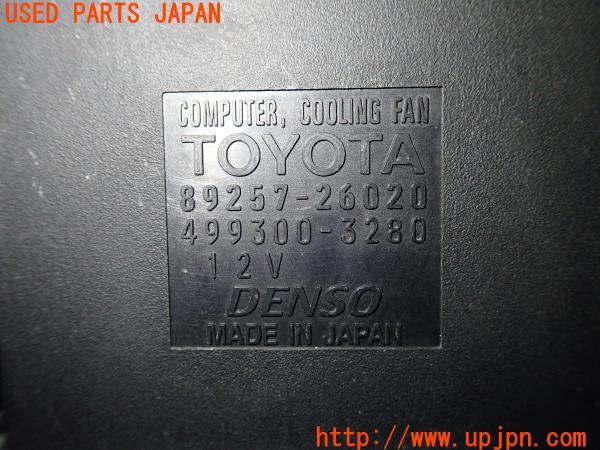 USED PARTS JAPAN
COMPUTER, COOLING FAN
TOYOTA
89257-26020
499300-3280
12V
DENSO
MADE IN JAPAN
UPJ
http://www.upjpn.com